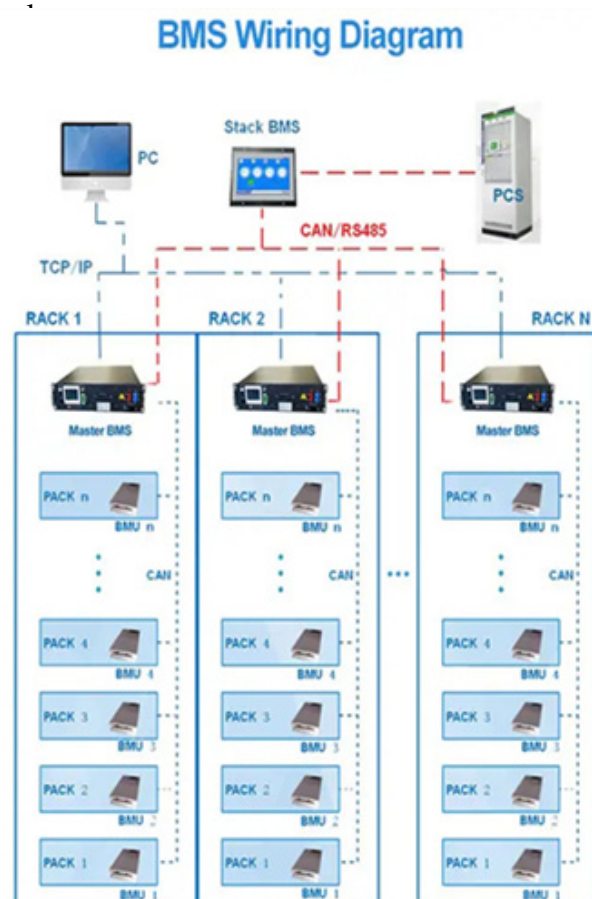 BMS Wiring Diagram
PC
Stack BMS
PCS
CAN/RS485
TCP/IP
RACK 1
RACK 2
RACK N
Master BMS
Master BMS
Master BMS
PACK n
BMU n
PACK n
BMU n
PACK n
BMU n
CAN
CAN
CAN
PACK 4
BMU 4
PACK 4
BMU 4
PACK 4
BMU 4
PACK 3
BMU 3
PACK 3
BMU 3
PACK 3
BMU 3
PACK 2
BMU 2
PACK 2
BMU 2
PACK 2
BMU 2
PACK 1
BMU 1
PACK 1
BMU 1
PACK 1
BMU 1